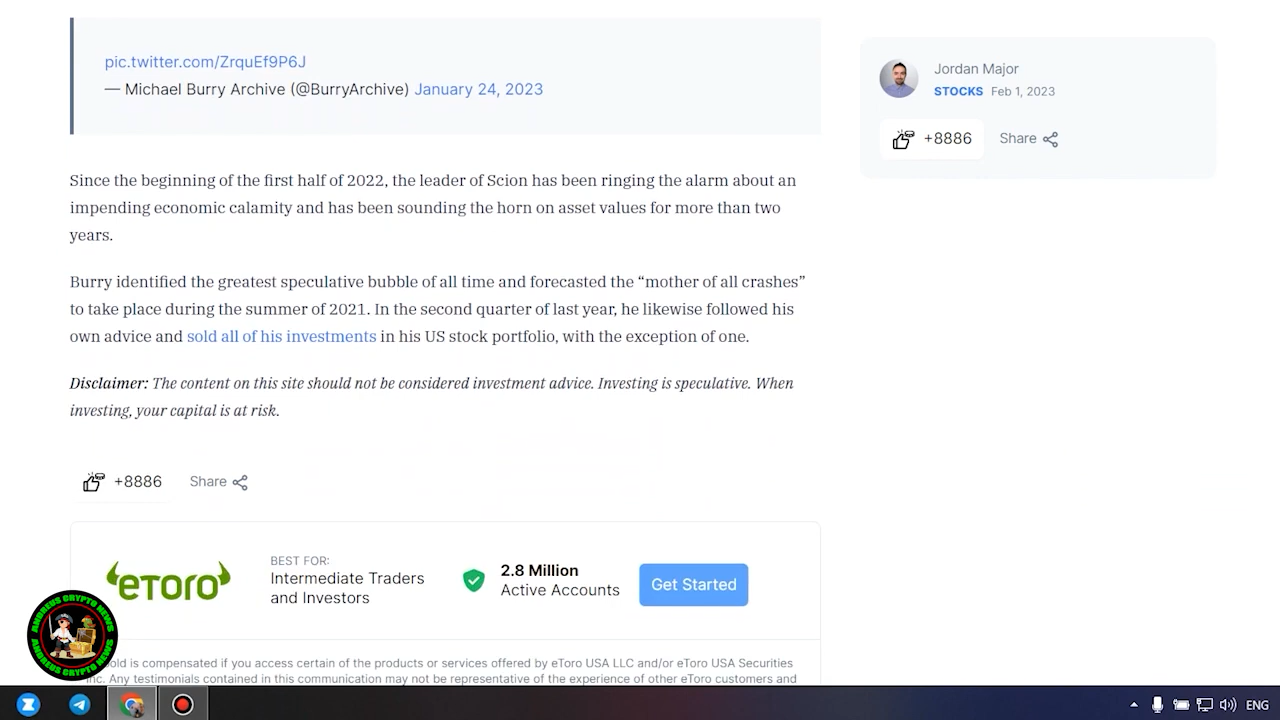 pic.twitter.com/ZrquEf9P6J
— Michael Burry Archive (@BurryArchive) January 24, 2023
Jordan Major
STOCKS Feb 1, 2023
+8886 Share
Since the beginning of the first half of 2022, the leader of Scion has been ringing the alarm about an
impending economic calamity and has been sounding the horn on asset values for more than two
years.
Burry identified the greatest speculative bubble of all time and forecasted the “mother of all crashes”
to take place during the summer of 2021. In the second quarter of last year, he likewise followed his
own advice and sold all of his investments in his US stock portfolio, with the exception of one.
Disclaimer: The content on this site should not be considered investment advice. Investing is speculative. When
investing, your capital is at risk.
+8886 Share
eToro
BEST FOR:
Intermediate Traders
and Investors
2.8 Million
Active Accounts
Get Started
is compensated if you access certain of the products or services offered by eToro USA LLC and/or eToro USA Securities
Inc. Any testimonials contained in this communication may not be representative of the experience of other eToro customers and
ANDREUS CRYPTO NEWS
ANDREUS CRYPTO NEWS
ENG